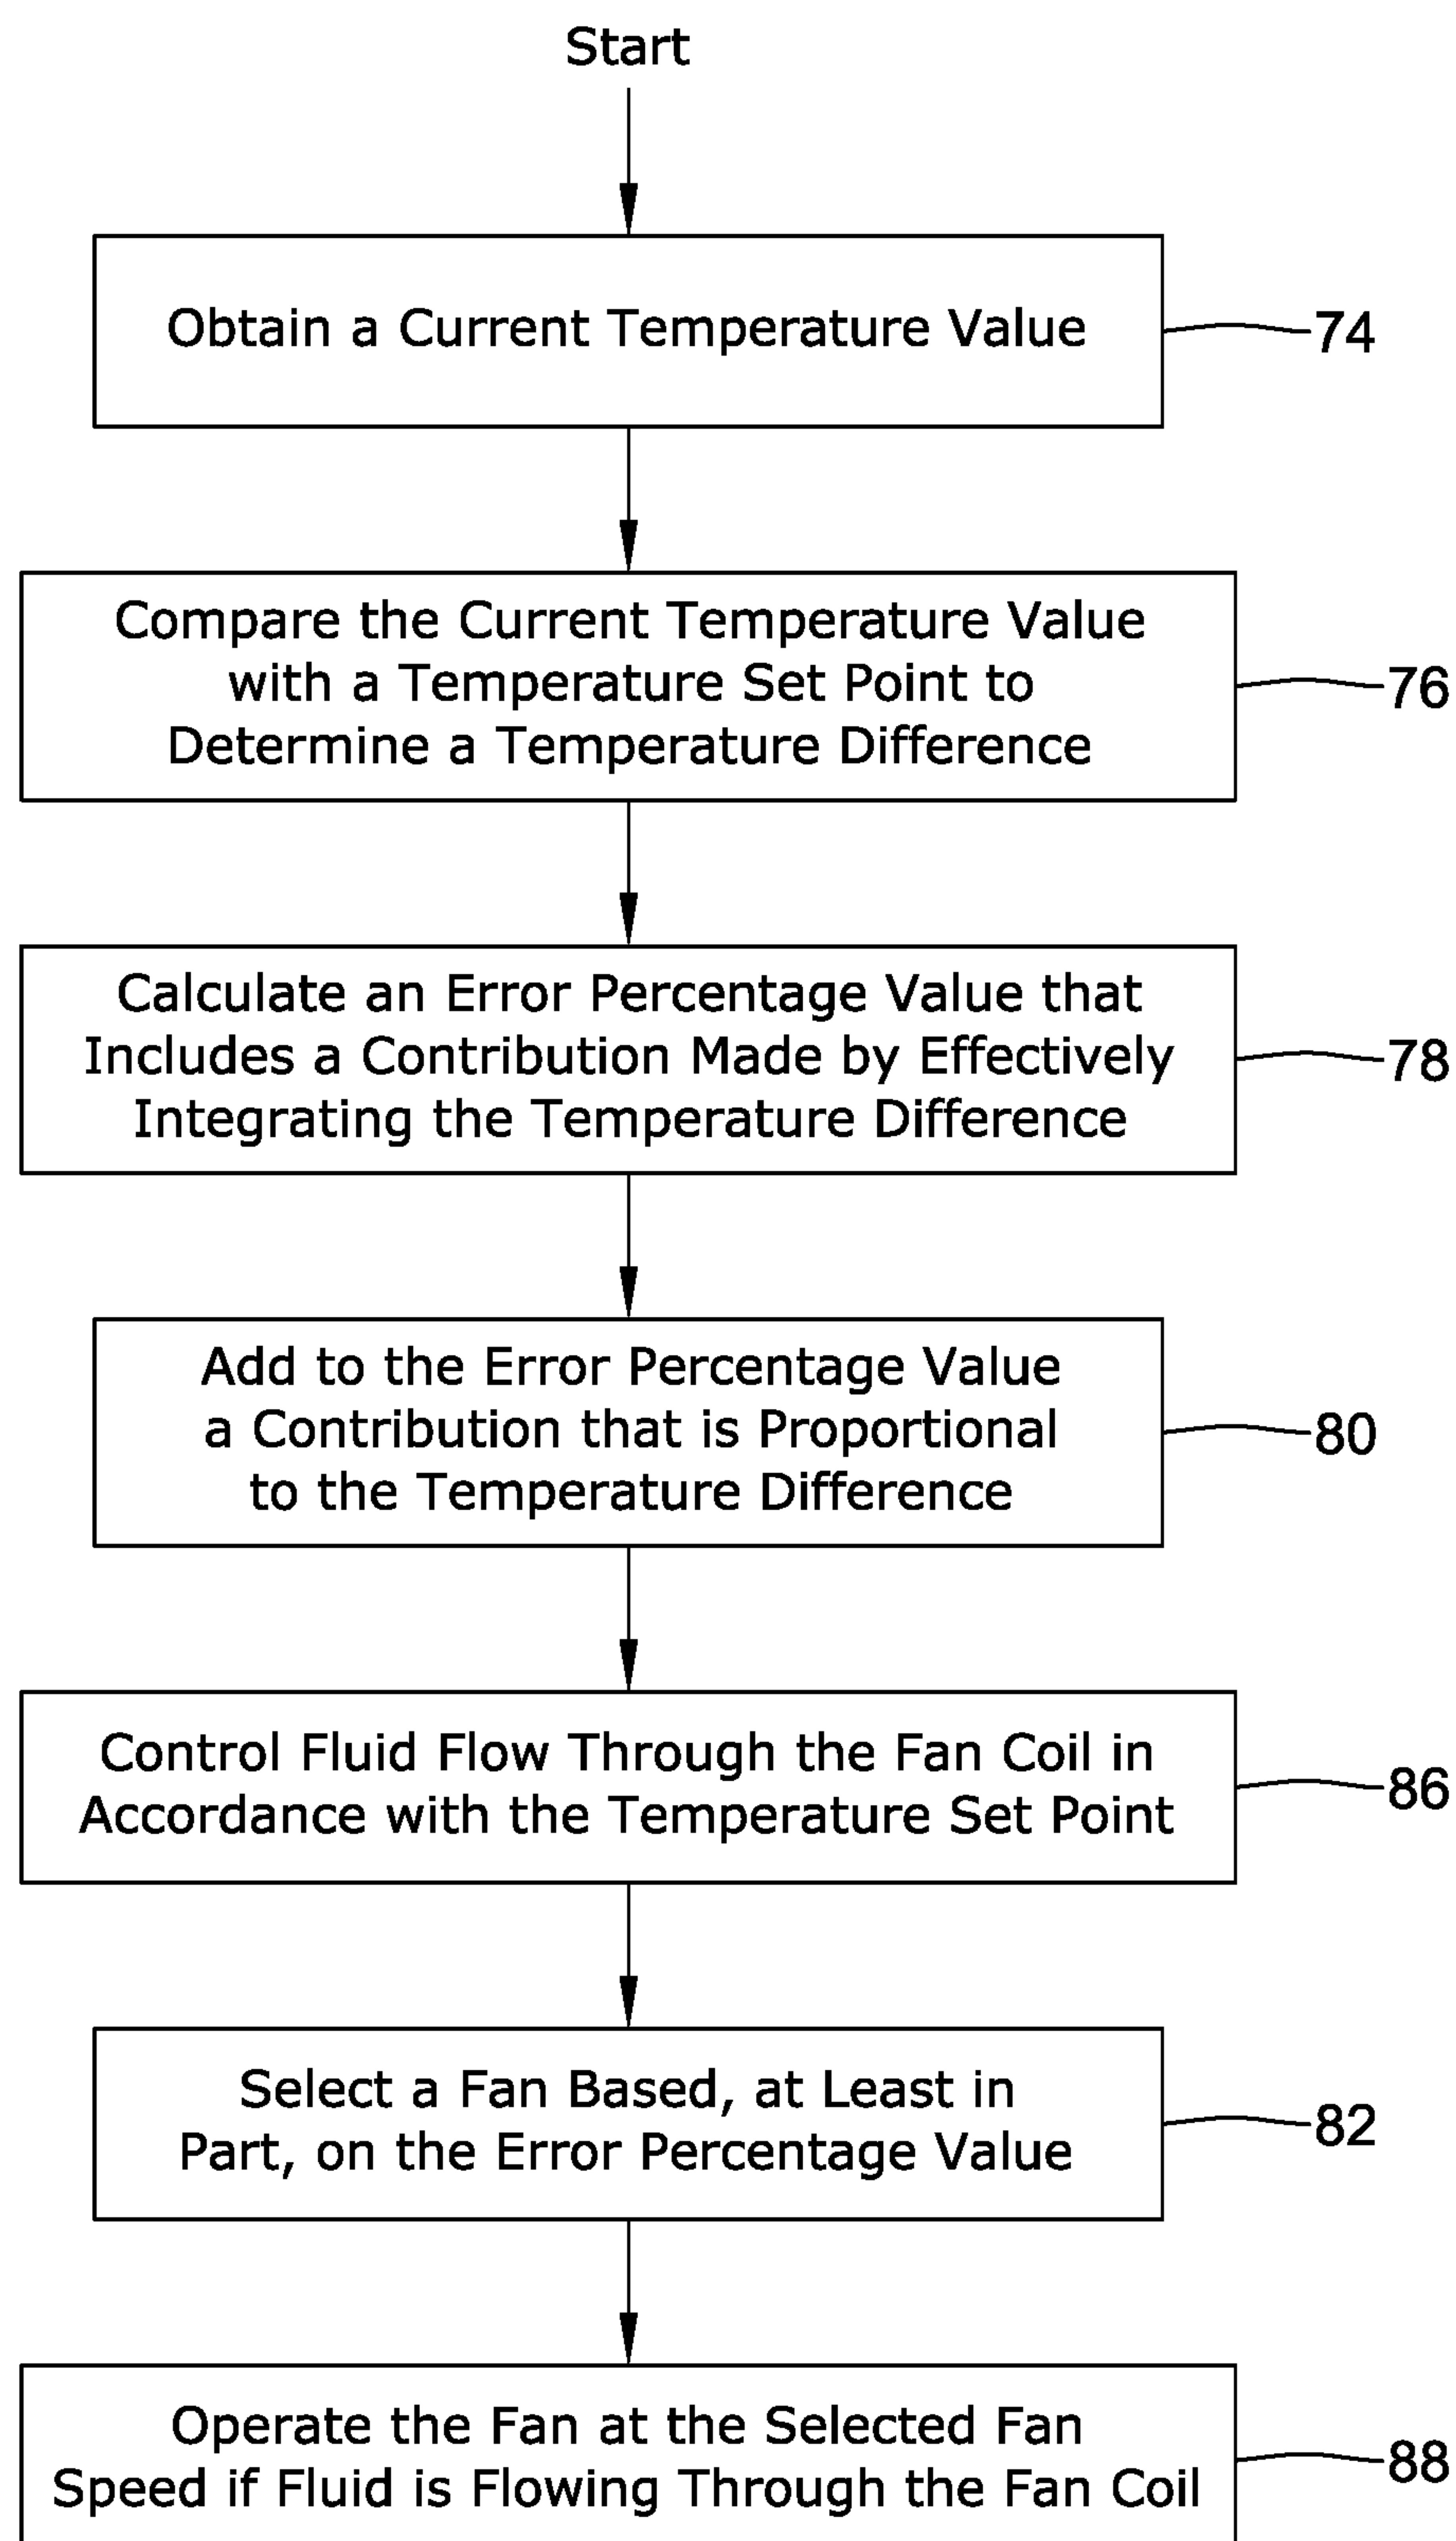 Start
Obtain a Current Temperature Value
74
Compare the Current Temperature Value
with a Temperature Set Point to
Determine a Temperature Difference
76
Calculate an Error Percentage Value that
Includes a Contribution Made by Effectively
Integrating the Temperature Difference
78
Add to the Error Percentage Value
a Contribution that is Proportional
to the Temperature Difference
80
Control Fluid Flow Through the Fan Coil in
Accordance with the Temperature Set Point
86
Select a Fan Based, at Least in
Part, on the Error Percentage Value
82
Operate the Fan at the Selected Fan
Speed if Fluid is Flowing Through the Fan Coil
88